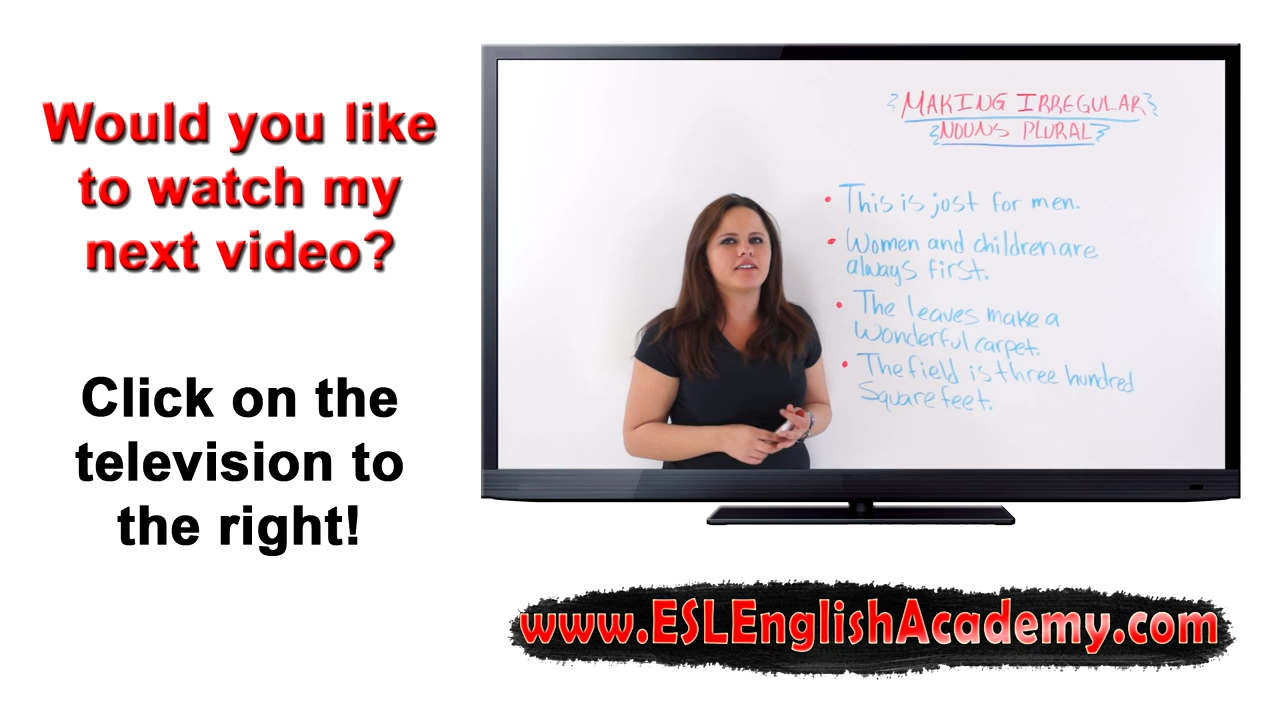 Would you like
to watch my
next video?
Click on the
television to
the right!
MAKING IRREGULAR
NOUNS PLURAL
• This is just for men.
• Women and children are
always first.
• The leaves make a
wonderful carpet.
• The field is three hundred
square feet.
www.ESLEnglishAcademy.com